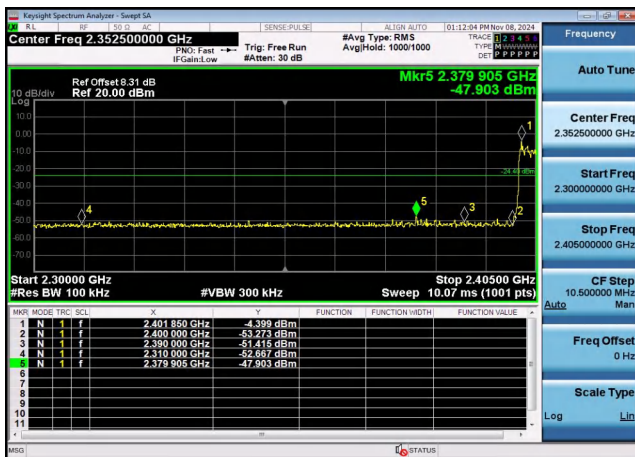 Keysight Spectrum Analyzer - Swept SA
RL RF 50 Ω AC SENSE:PULSE ALIGN AUTO 01:12:04 PM Nov 08, 2024
Center Freq 2.352500000 GHz
PNO: Fast
IFGain:Low
Trig: Free Run
#Atten: 30 dB
#Avg Type: RMS
Avg|Hold: 1000/1000
TRACE 1 2 3 4 5 6
TYPE M W W W W W
DET P P P P P P
Frequency
Auto Tune
Center Freq
2.352500000 GHz
Start Freq
2.300000000 GHz
Stop Freq
2.405000000 GHz
CF Step
10.500000 MHz
Auto Man
Freq Offset
0 Hz
Scale Type
Log Lin
Ref Offset 8.31 dB
10 dB/div Ref 20.00 dBm
Log
Mkr5 2.379 905 GHz
-47.903 dBm
10.0
0.00
-10.0
-20.0
-30.0
-40.0
-50.0
-60.0
-70.0
1
-24.40 dBm
4
5
3
2
Start 2.30000 GHz Stop 2.40500 GHz
#Res BW 100 kHz #VBW 300 kHz Sweep 10.07 ms (1001 pts)
MKR MODE TRC SCL X Y FUNCTION FUNCTION WIDTH FUNCTION VALUE
1 N 1 f 2.401 850 GHz -4.399 dBm
2 N 1 f 2.400 000 GHz -53.273 dBm
3 N 1 f 2.390 000 GHz -51.415 dBm
4 N 1 f 2.310 000 GHz -52.667 dBm
5 N 1 f 2.379 905 GHz -47.903 dBm
6
7
8
9
10
11
MSG STATUS